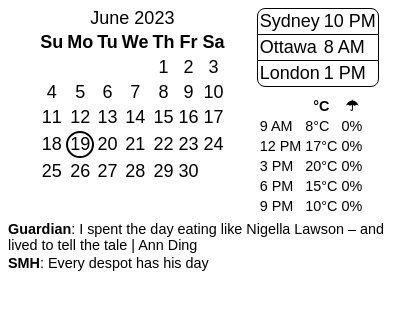 June 2023
Su Mo Tu We Th Fr Sa
1 2 3
4 5 6 7 8 9 10
11 12 13 14 15 16 17
18 19 20 21 22 23 24
25 26 27 28 29 30
Sydney 10 PM
Ottawa 8 AM
London 1 PM
°C ☂
9 AM 8°C 0%
12 PM 17°C 0%
3 PM 20°C 0%
6 PM 15°C 0%
9 PM 10°C 0%
Guardian: I spent the day eating like Nigella Lawson – and
lived to tell the tale | Ann Ding
SMH: Every despot has his day